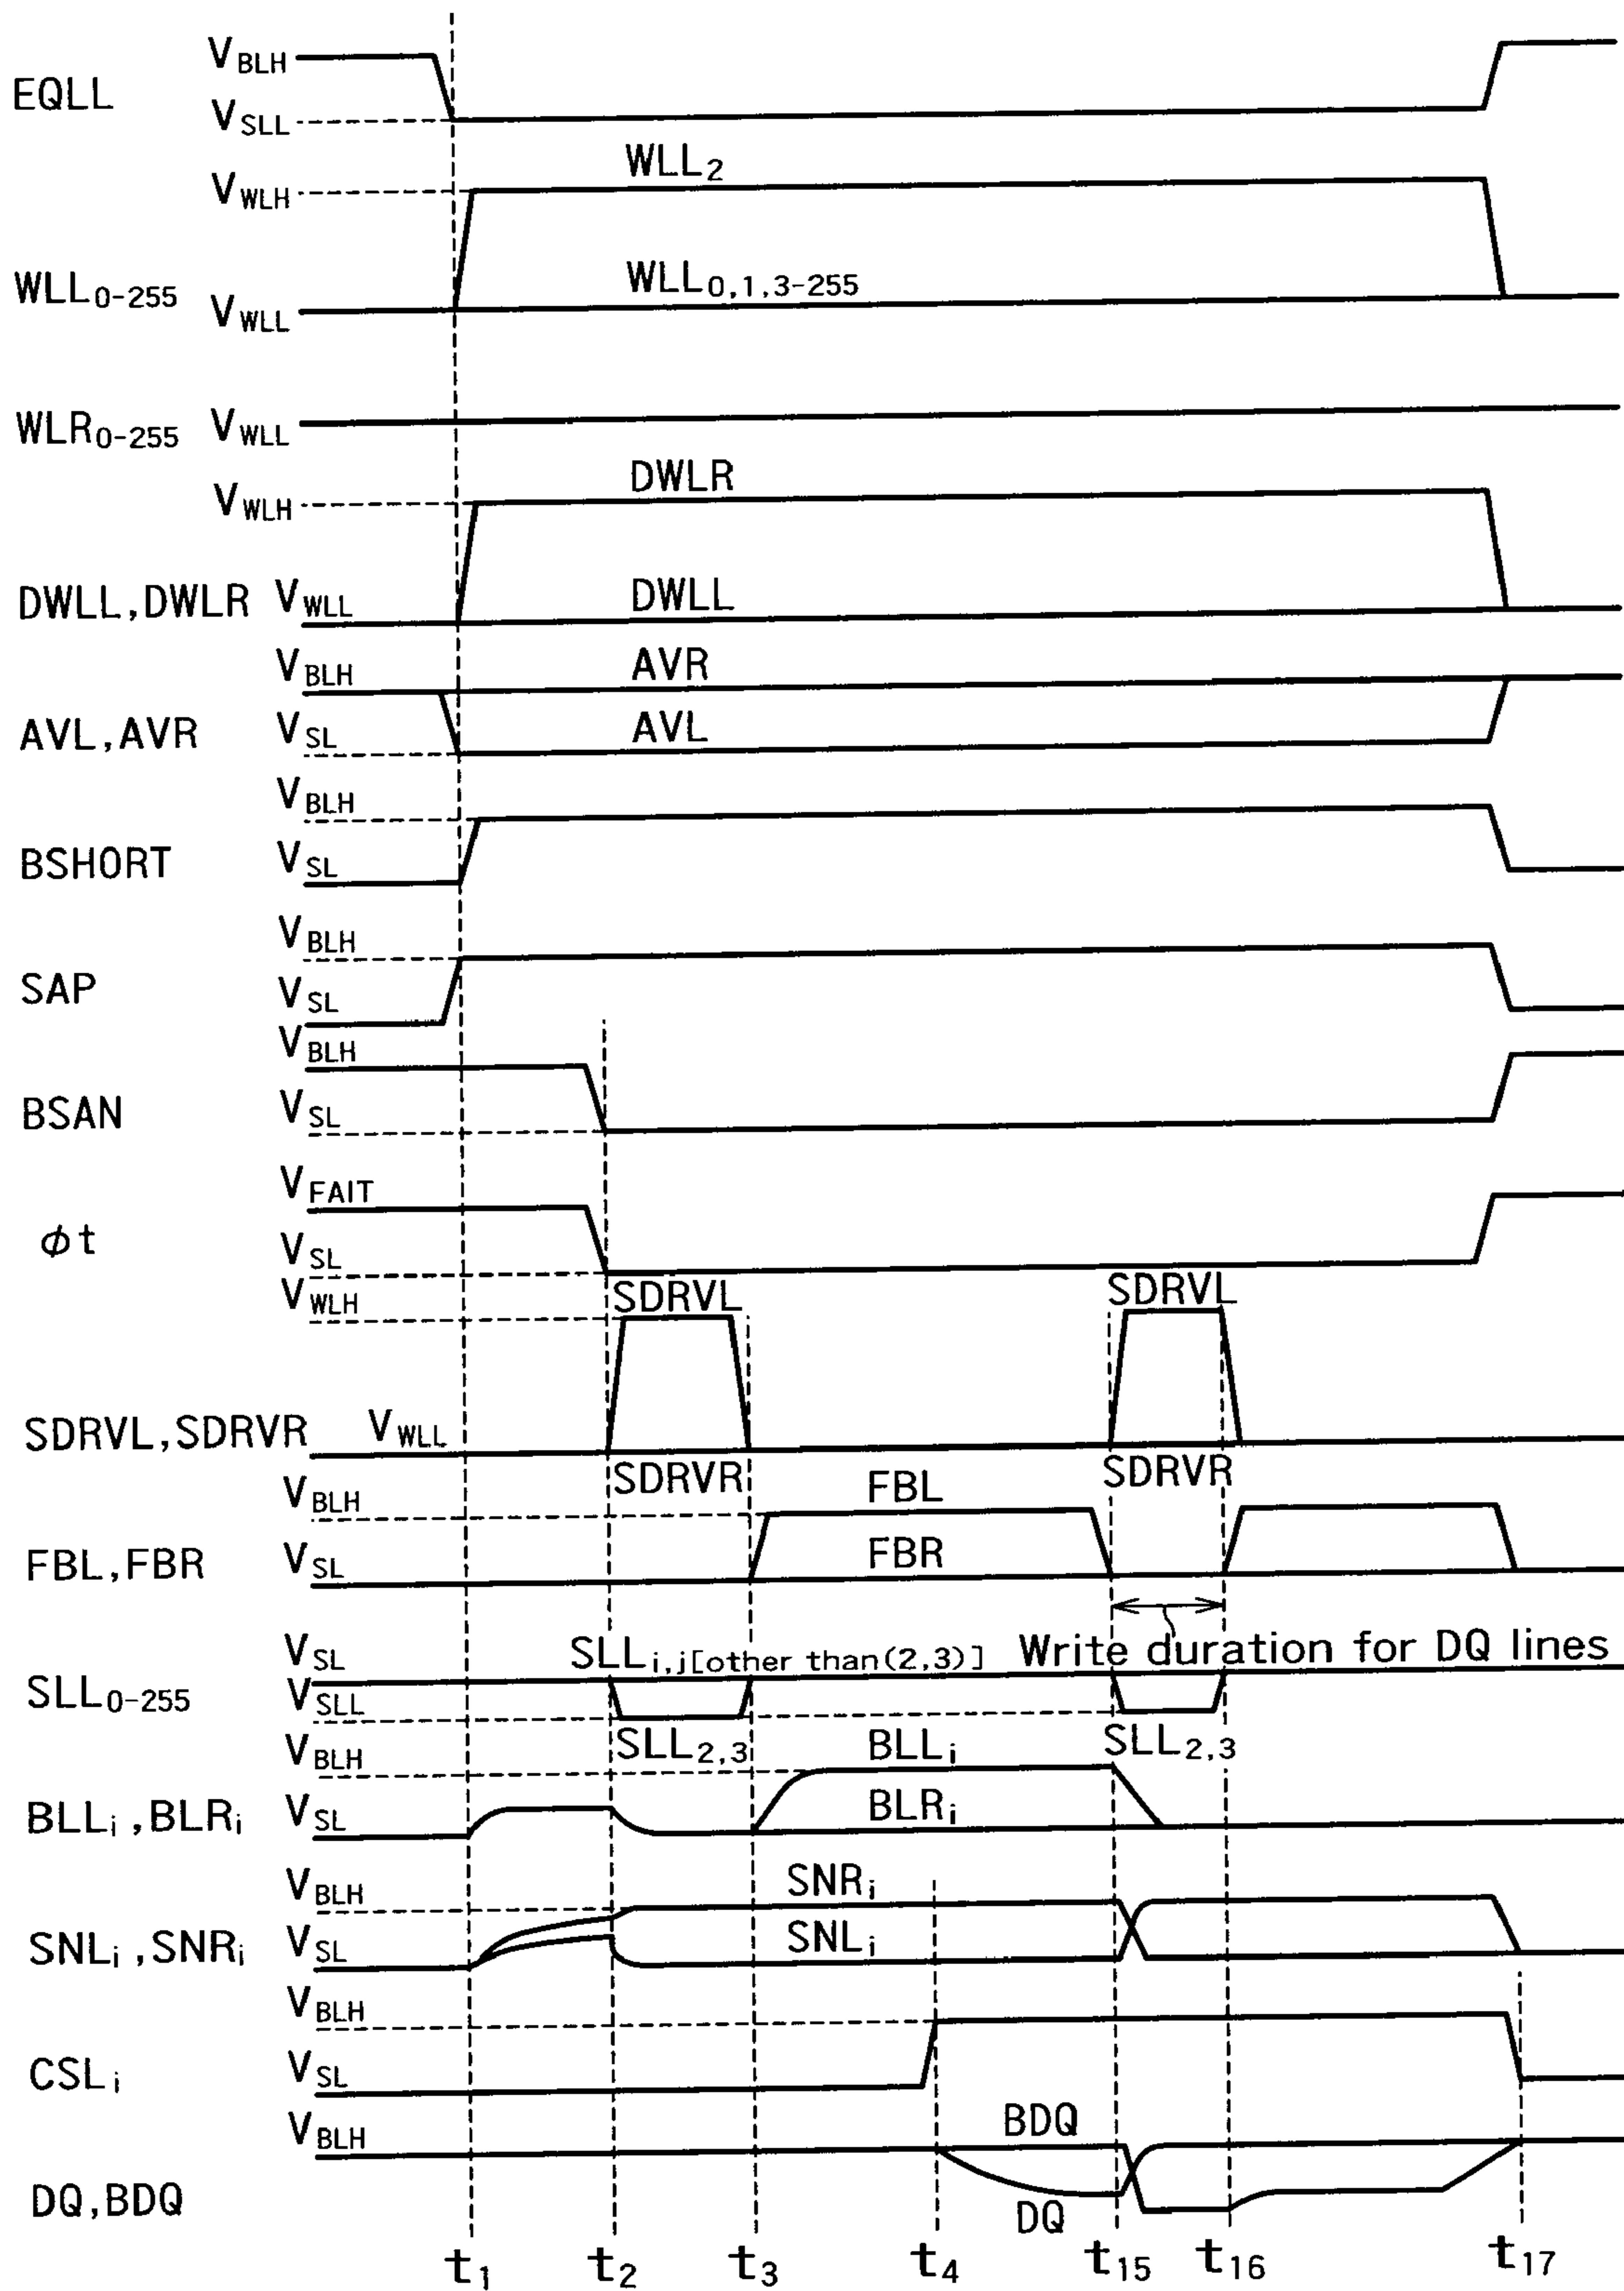 V_BLH
EQLL
V_SLL
WLL_2
V_WLH
WLL_0-255
WLL_0,1,3-255
V_WLL
WLR_0-255 V_WLL
DWLR
V_WLH
DWLL,DWLR V_WLL
DWLL
V_BLH
AVR
AVL,AVR V_SL
AVL
V_BLH
BSHORT V_SL
V_BLH
SAP V_SL
V_BLH
BSAN V_SL
V_FAIT
φt V_SL
V_WLH
SDRVL SDRVL
SDRVL,SDRVR V_WLL
SDRVR SDRVR
V_BLH
FBL
FBL,FBR V_SL
FBR
V_SL
SLL_i,j[other than(2,3)] Write duration for DQ lines
SLL_0-255 V_SLL
SLL_2,3 SLL_2,3
V_BLH
BLL_i
BLL_i,BLR_i V_SL
BLR_i
V_BLH
SNR_i
SNL_i,SNR_i V_SL
SNL_i
V_BLH
CSL_i V_SL
V_BLH
BDQ
DQ,BDQ
DQ
t_1 t_2 t_3 t_4 t_15 t_16 t_17